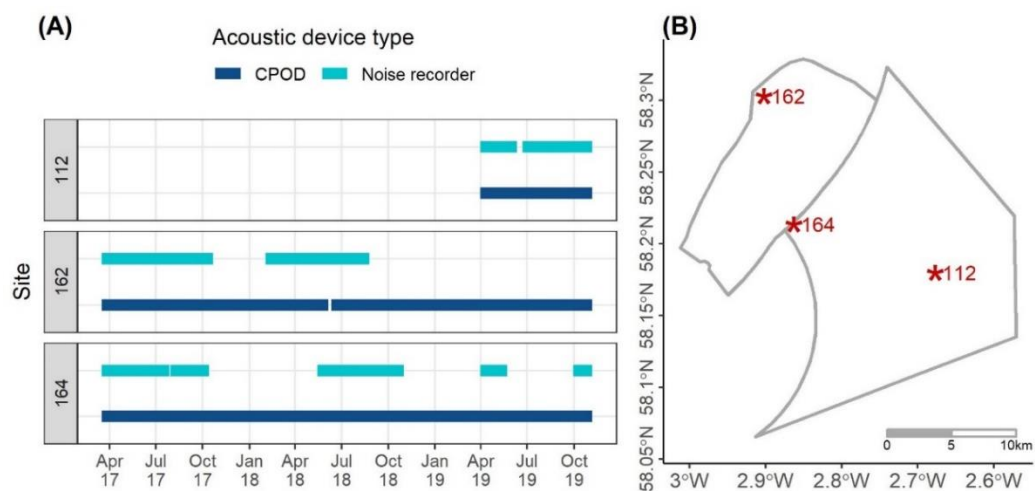 (A)
Acoustic device type
CPOD Noise recorder
Site
112
162
164
Apr Jul Oct Jan Apr Jul Oct Jan Apr Jul Oct
17 17 17 18 18 18 18 19 19 19 19
(B)
58.3°N
58.25°N
58.2°N
58.15°N
58.1°N
58.05°N
*162
*164
*112
0 5 10km
3°W 2.9°W 2.8°W 2.7°W 2.6°W